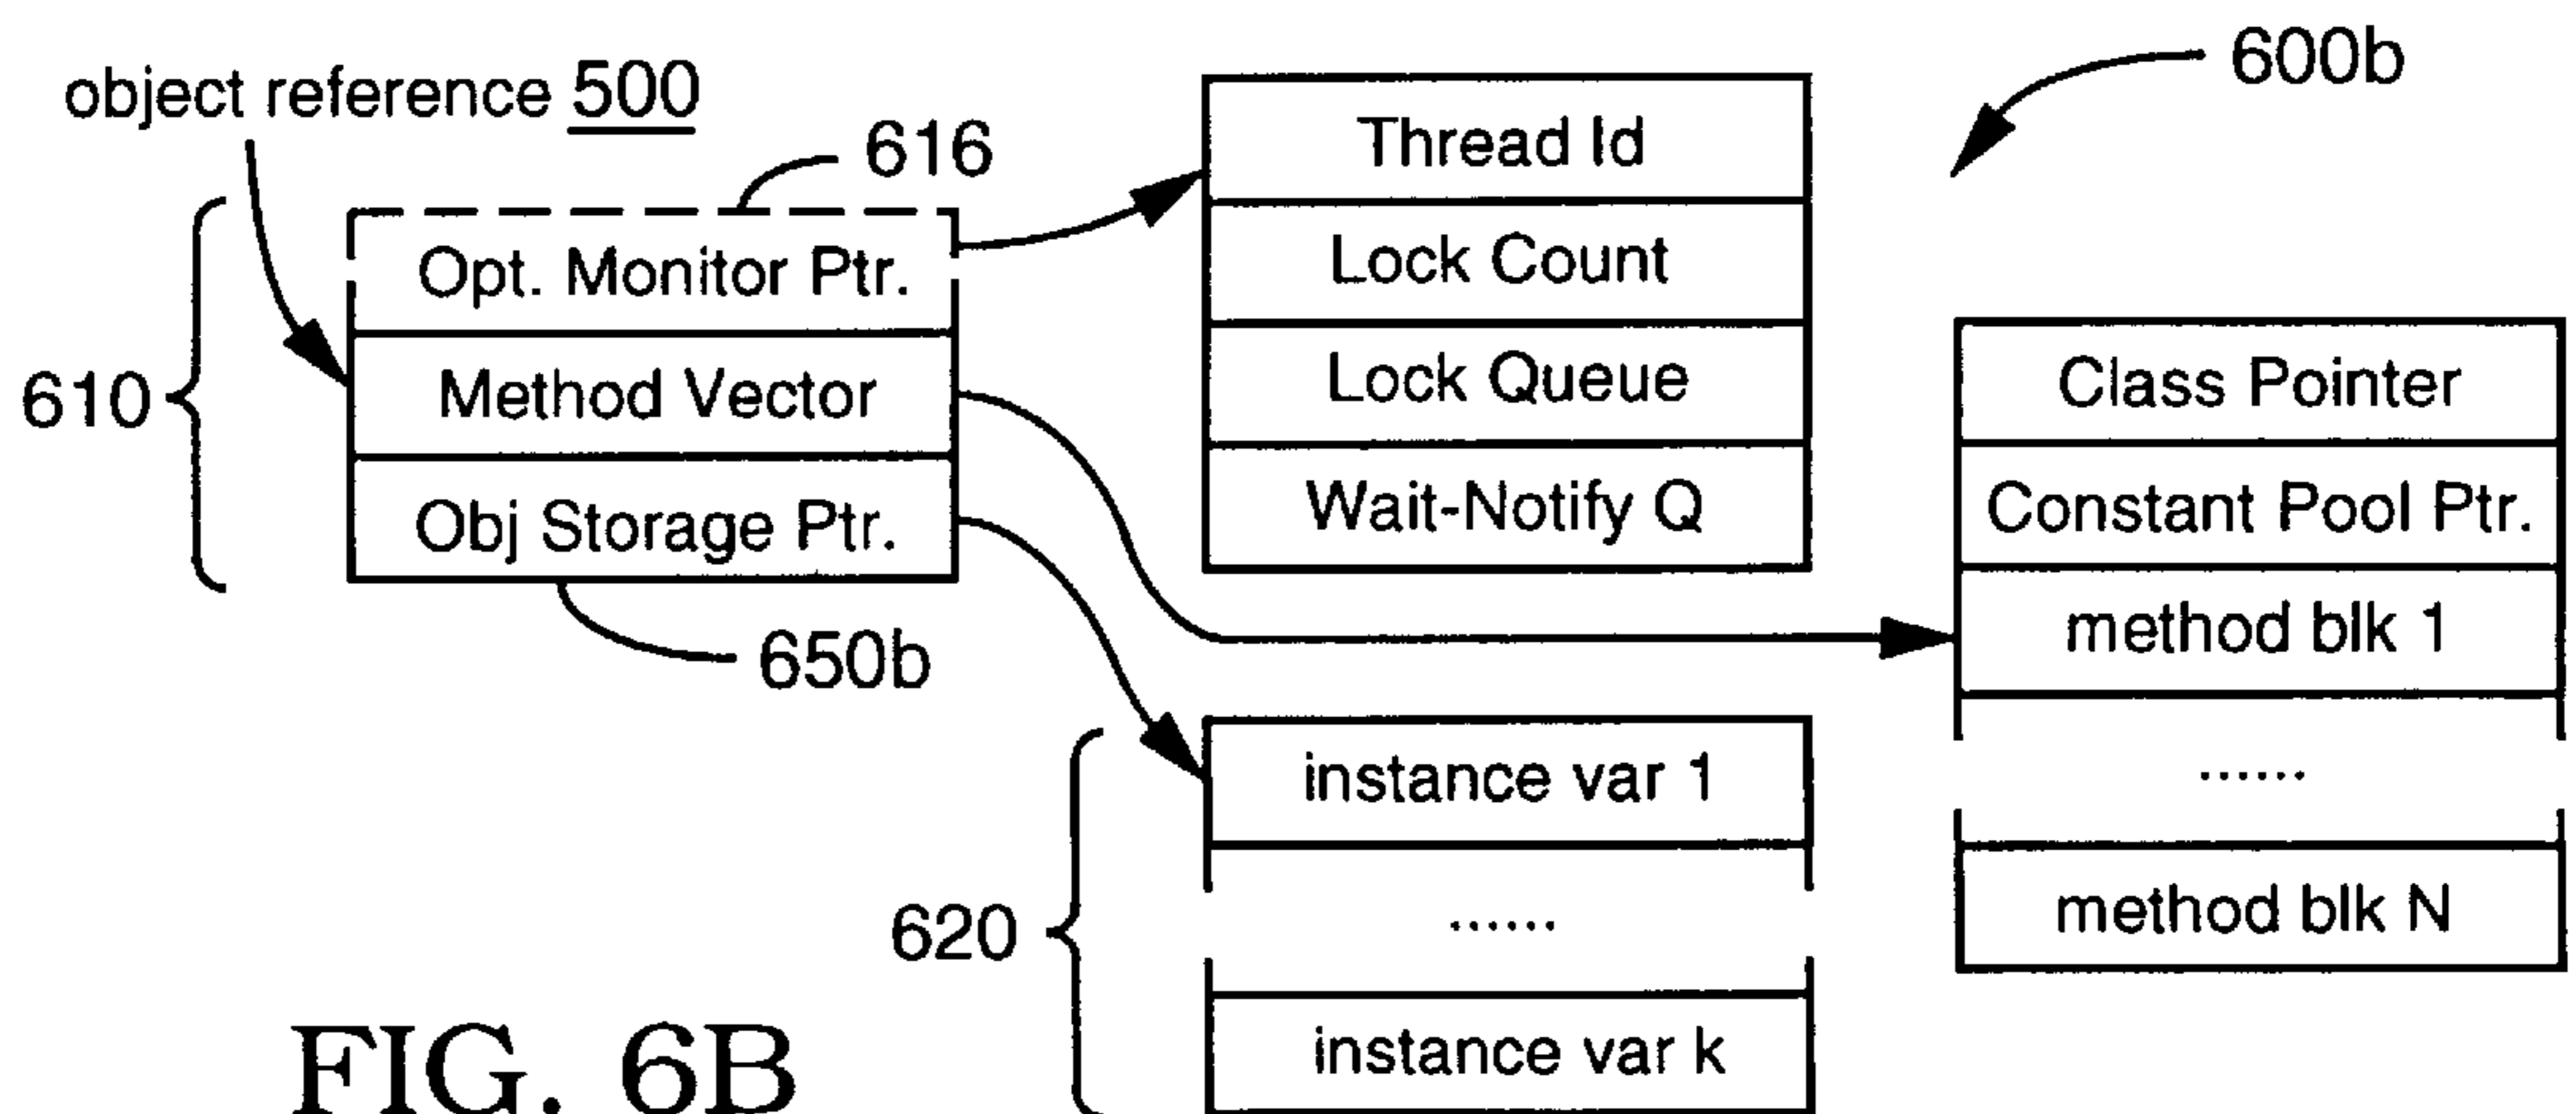 600b
object reference 500
616
Thread Id
Opt. Monitor Ptr.
Lock Count
610
Method Vector
Lock Queue
Class Pointer
Obj Storage Ptr.
Wait-Notify Q
Constant Pool Ptr.
650b
method blk 1
instance var 1
......
620
......
method blk N
instance var k
FIG. 6B